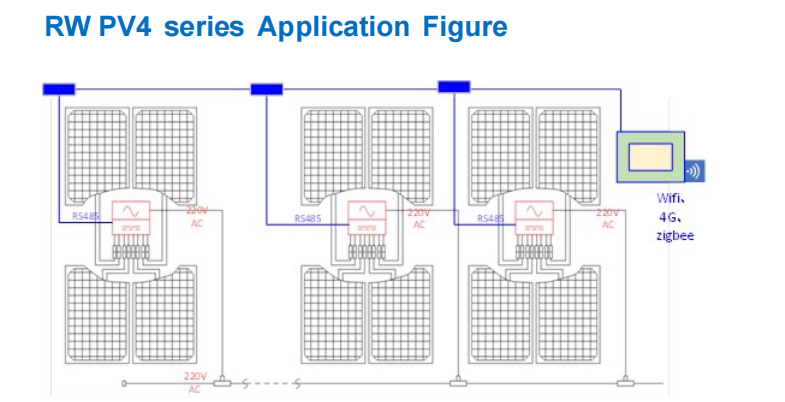 RW PV4 series Application Figure
RS485
220V
AC
RS485
220V
AC
RS485
220V
AC
Wifi、
4G、
zigbee
220V
AC